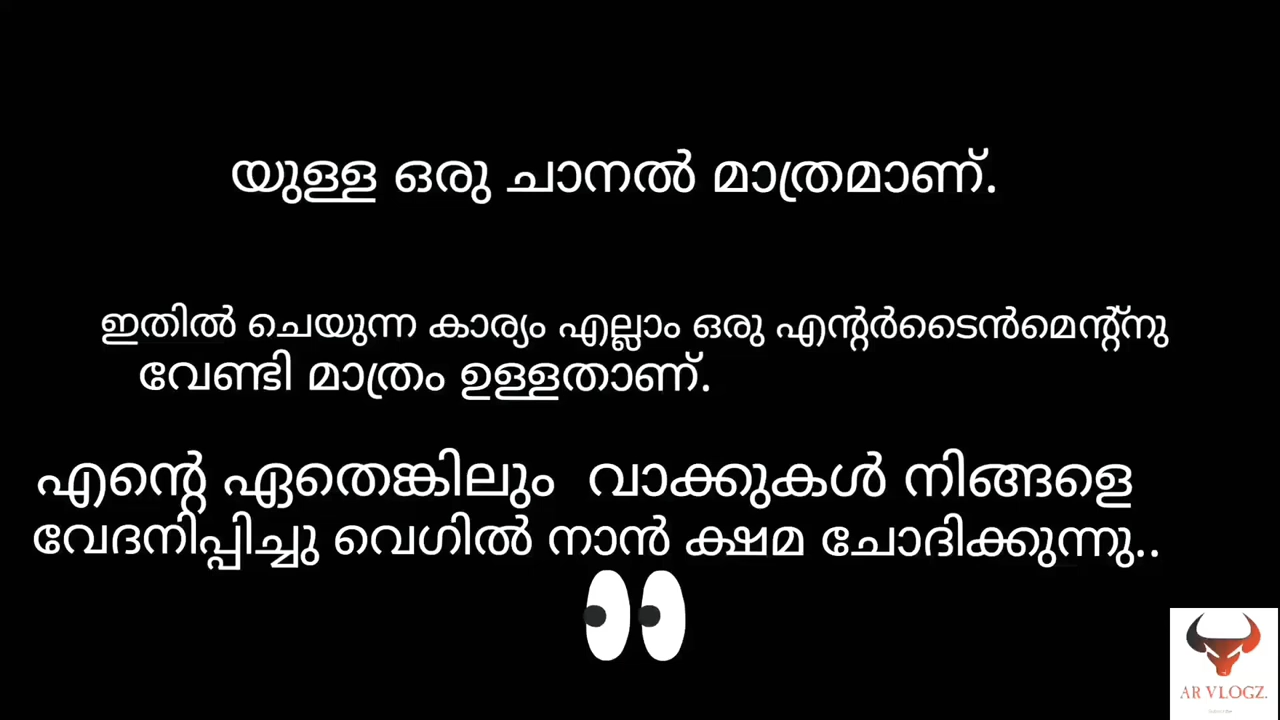 യുള്ള ഒരു ചാനൽ മാത്രമാണ്.
ഇതിൽ ചെയുന്ന കാര്യം എല്ലാം ഒരു എന്റർടൈൻമെന്റ്നു
വേണ്ടി മാത്രം ഉള്ളതാണ്.
എന്റെ ഏതെങ്കിലും വാക്കുകൾ നിങ്ങളെ
വേദനിപ്പിച്ചു വെഗിൽ നാൻ ക്ഷമ ചോദിക്കുന്നു..
AR VLOGZ.